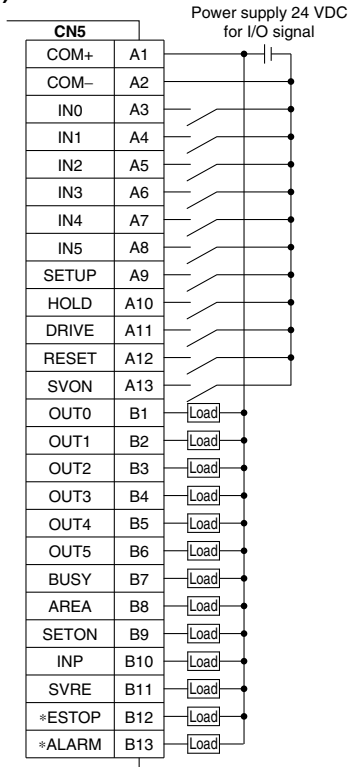 )
Power supply 24 VDC
for I/O signal
CN5
COM+ A1
COM– A2
IN0 A3
IN1 A4
IN2 A5
IN3 A6
IN4 A7
IN5 A8
SETUP A9
HOLD A10
DRIVE A11
RESET A12
SVON A13
OUT0 B1 Load
OUT1 B2 Load
OUT2 B3 Load
OUT3 B4 Load
OUT4 B5 Load
OUT5 B6 Load
BUSY B7 Load
AREA B8 Load
SETON B9 Load
INP B10 Load
SVRE B11 Load
∗ESTOP B12 Load
∗ALARM B13 Load